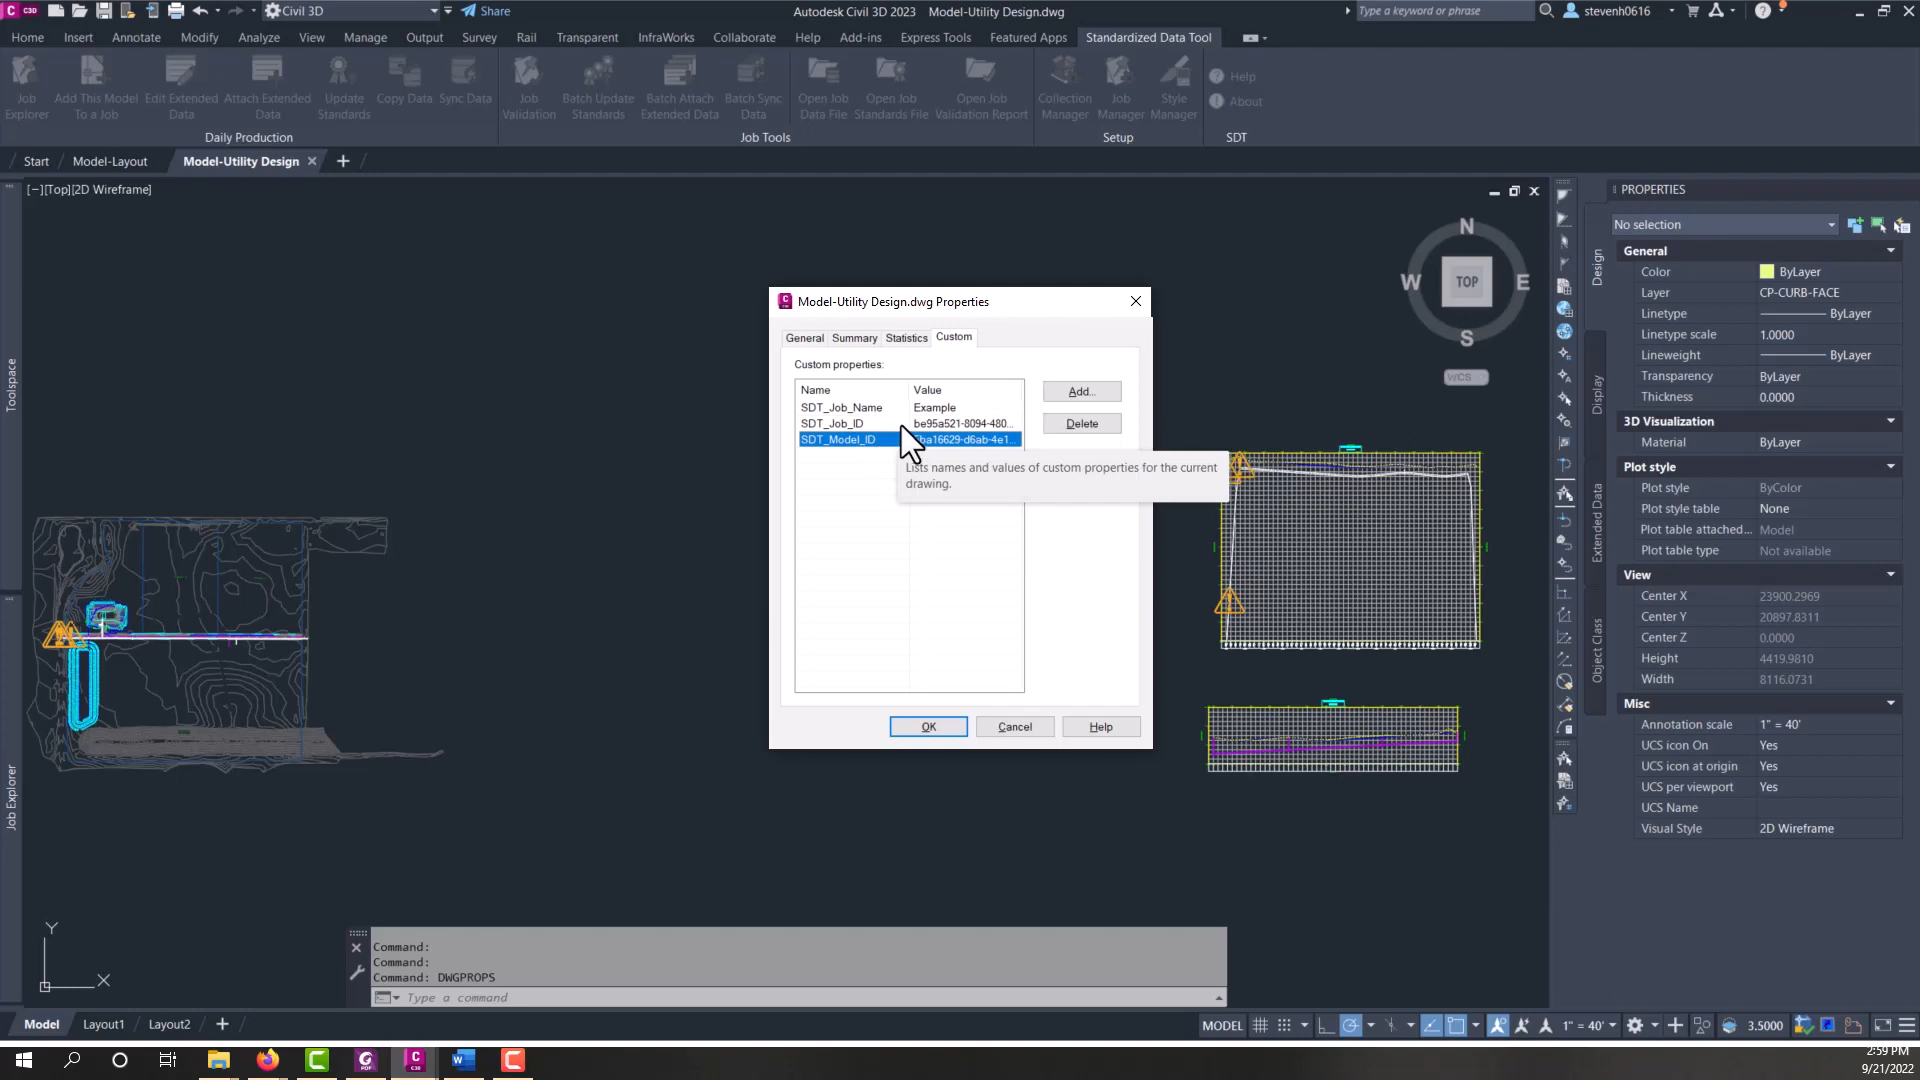 C3D
Civil 3D
Share
Autodesk Civil 3D 2023 Model-Utility Design.dwg
Type a keyword or phrase
stevenh0616
Home Insert Annotate Modify Analyze View Manage Output Survey Rail Transparent InfraWorks Collaborate Help Add-ins Express Tools Featured Apps Standardized Data Tool
Job Explorer
Add This Model To a Job
Edit Extended Data
Attach Extended Data
Update Standards
Copy Data
Sync Data
Job Validation
Batch Update Standards
Batch Attach Extended Data
Batch Sync Data
Open Job Data File
Open Job Standards File
Open Job Validation Report
Collection Manager
Job Manager
Style Manager
Help
About
Daily Production
Job Tools
Setup
SDT
Start
Model-Layout
Model-Utility Design
[−][Top][2D Wireframe]
Toolspace
Job Explorer
Model-Utility Design.dwg Properties
General Summary Statistics Custom
Custom properties:
Name Value
SDT_Job_Name Example
SDT_Job_ID be95a521-8094-480...
SDT_Model_ID ba16629-d6ab-4e1...
Add...
Delete
Lists names and values of custom properties for the current
drawing.
OK
Cancel
Help
N
W
TOP
E
S
WCS
Y
X
Command:
Command:
Command: DWGPROPS
Type a command
PROPERTIES
No selection
Design
Display
Extended Data
Object Class
General
Color ByLayer
Layer CP-CURB-FACE
Linetype ByLayer
Linetype scale 1.0000
Lineweight ByLayer
Transparency ByLayer
Thickness 0.0000
3D Visualization
Material ByLayer
Plot style
Plot style ByColor
Plot style table None
Plot table attached... Model
Plot table type Not available
View
Center X 23900.2969
Center Y 20897.8311
Center Z 0.0000
Height 4419.9810
Width 8116.0731
Misc
Annotation scale 1" = 40'
UCS icon On Yes
UCS icon at origin Yes
UCS per viewport Yes
UCS Name
Visual Style 2D Wireframe
Model
Layout1
Layout2
MODEL
1" = 40'
3.5000
2:59 PM
9/21/2022